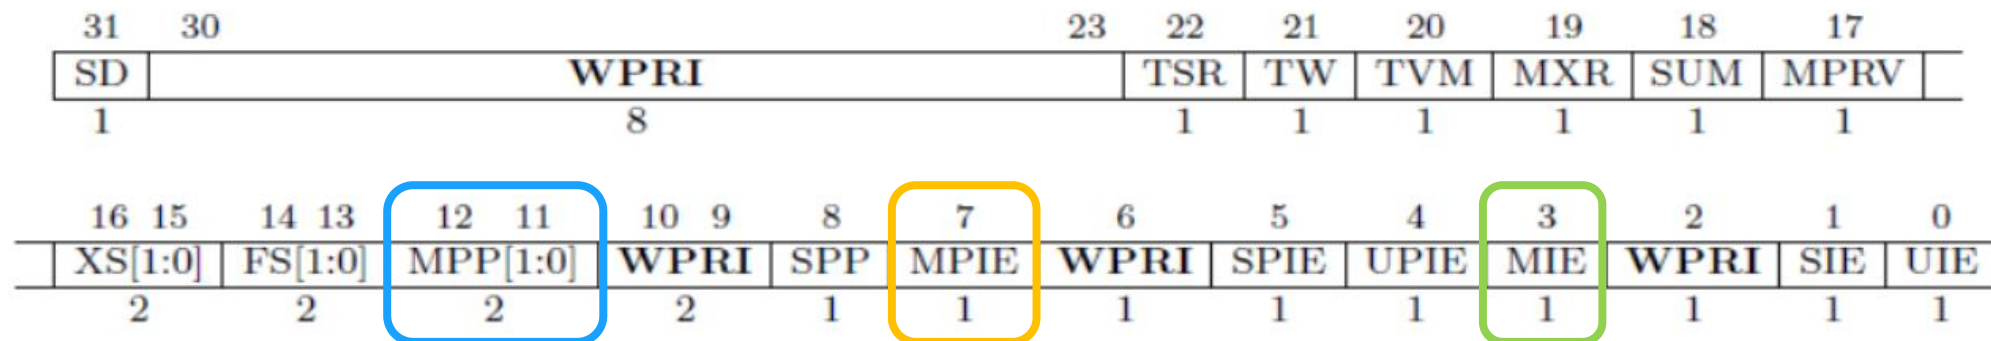 31 30 23 22 21 20 19 18 17
SD WPRI TSR TW TVM MXR SUM MPRV
1 8 1 1 1 1 1 1
16 15 14 13 12 11 10 9 8 7 6 5 4 3 2 1 0
XS[1:0] FS[1:0] MPP[1:0] WPRI SPP MPIE WPRI SPIE UPIE MIE WPRI SIE UIE
2 2 2 2 1 1 1 1 1 1 1 1 1